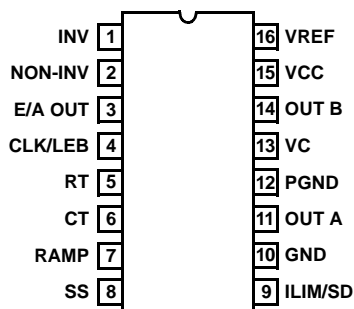 INV 1 16 VREF
NON-INV 2 15 VCC
E/A OUT 3 14 OUT B
CLK/LEB 4 13 VC
RT 5 12 PGND
CT 6 11 OUT A
RAMP 7 10 GND
SS 8 9 ILIM/SD